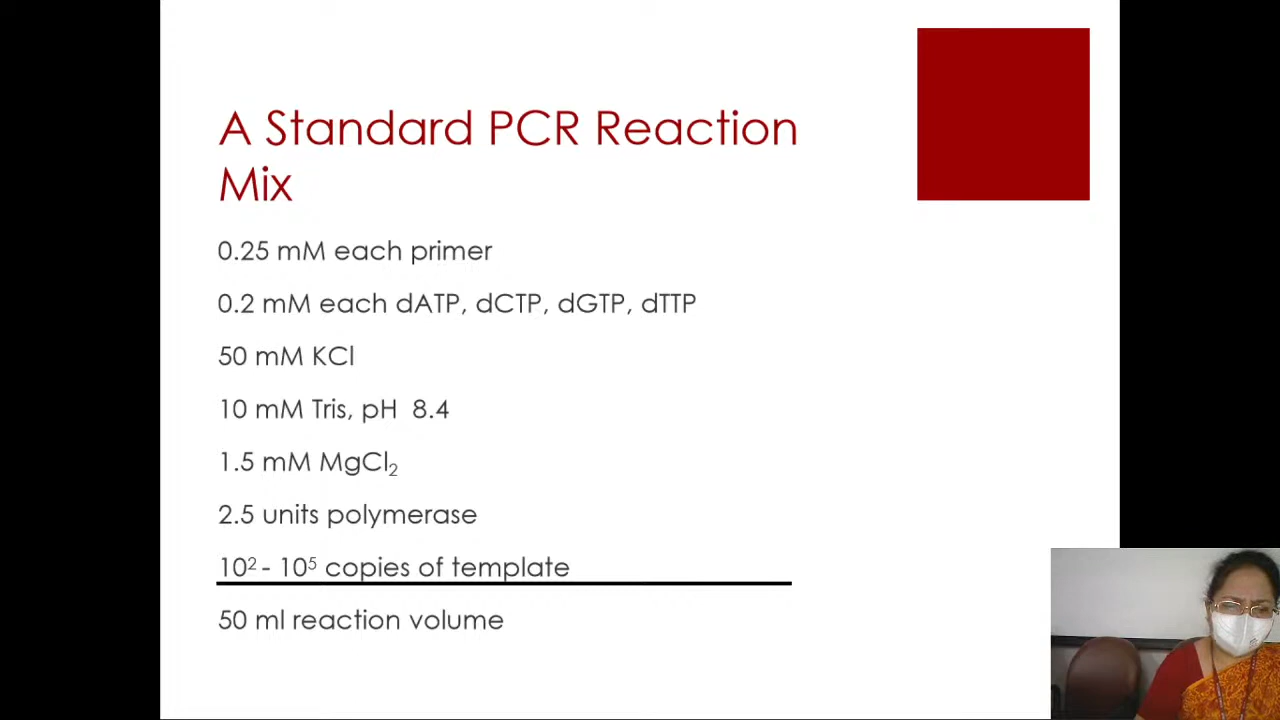 A Standard PCR Reaction
Mix
0.25 mM each primer
0.2 mM each dATP, dCTP, dGTP, dTTP
50 mM KCl
10 mM Tris, pH  8.4
1.5 mM MgCl₂
2.5 units polymerase
10² - 10⁵ copies of template
50 ml reaction volume